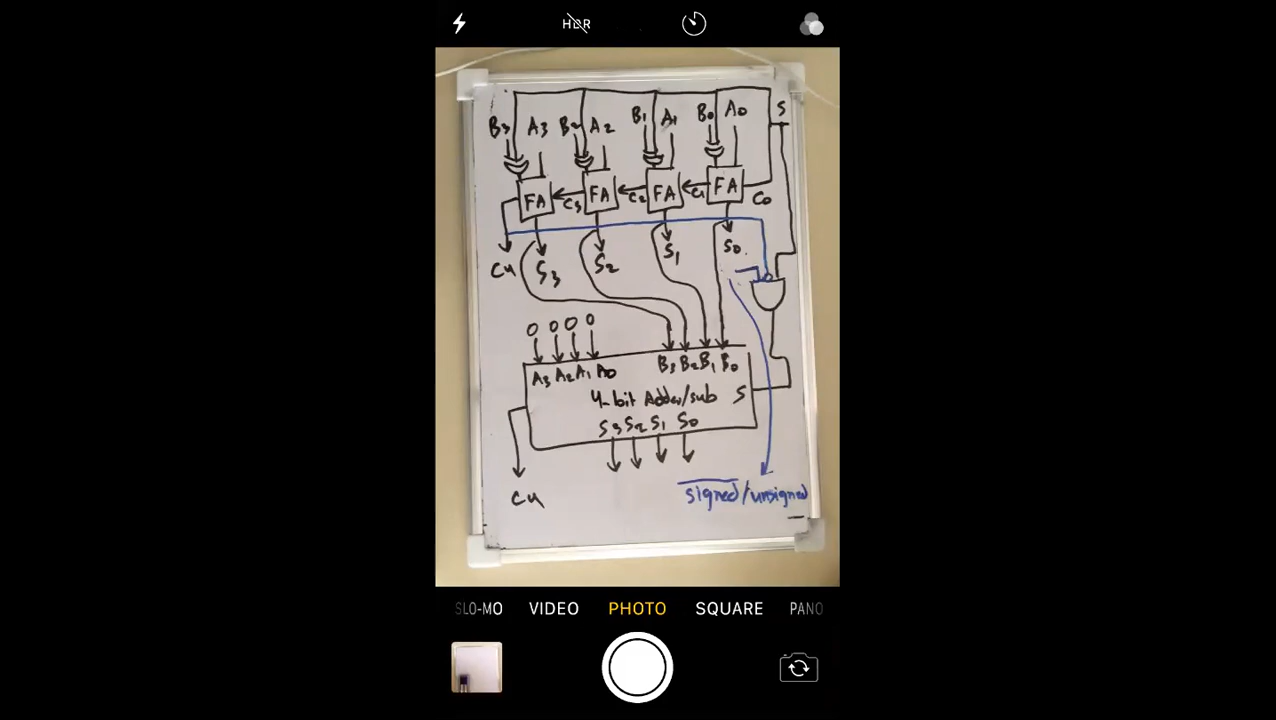 HDR
S
B3 A3 B2 A2 B1 A1 B0 A0
FA FA FA FA
C3 C2 C1 C0
C4 S3 S2 S1 S0
0 0 0 0
A3 A2 A1 A0 B3 B2 B1 B0
4-bit Adder/sub S
S3 S2 S1 S0
C4
signed/unsigned
SLO-MO VIDEO PHOTO SQUARE PANO